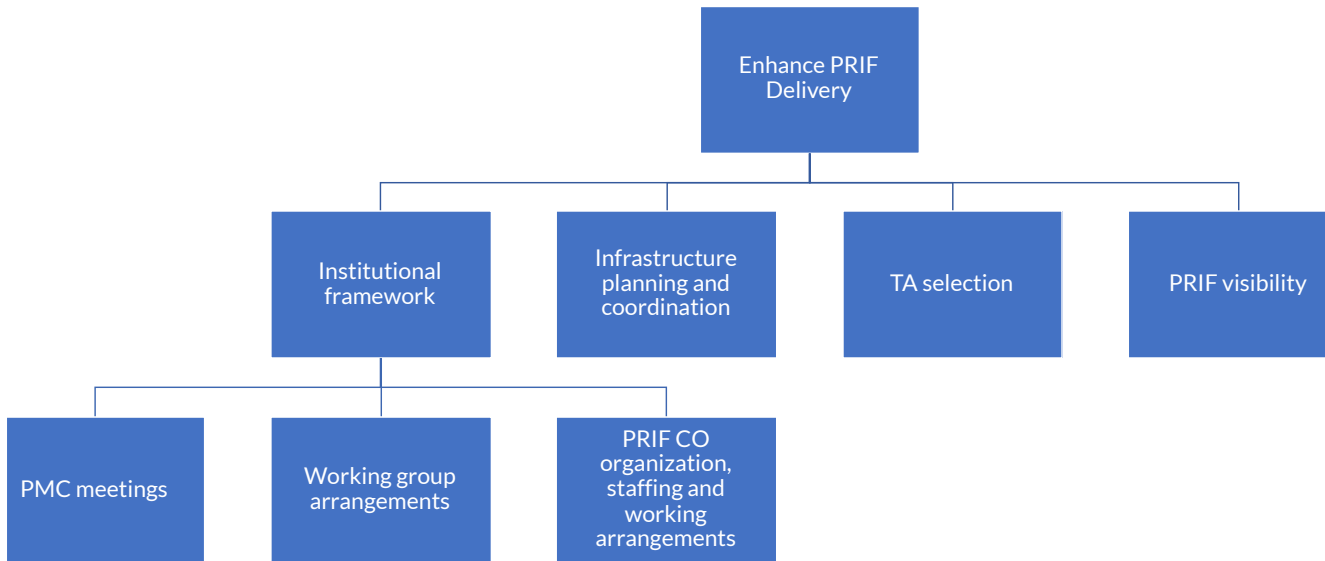 Enhance PRIF
Delivery
Institutional
framework
Infrastructure
planning and
coordination
TA selection
PRIF visibility
PMC meetings
Working group
arrangements
PRIF CO
organization,
staffing and
working
arrangements